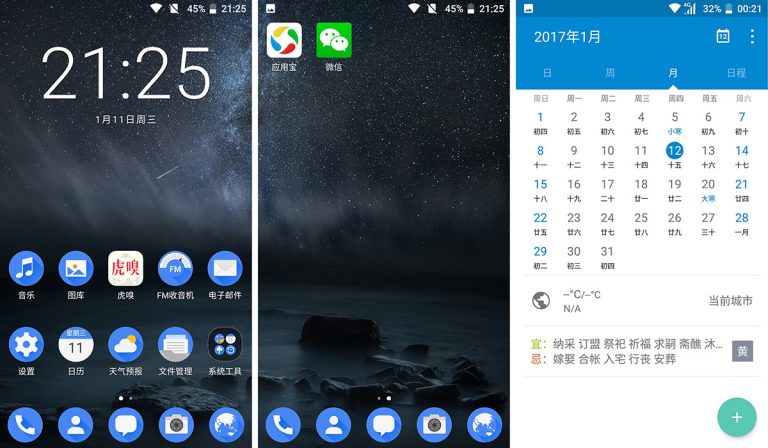 45% 21:25
21:25
1月11日周三
音乐 图库 虎嗅 FM收音机 电子邮件
虎嗅
FM
星期三
11
设置 日历 天气预报 文件管理 系统工具
45% 21:25
应用宝 微信
4G 32% 00:21
2017年1月 12
日 周 月 日程
周日 周一 周二 周三 周四 周五 周六
1 2 3 4 5 6 7
初四 初五 初六 初七 小寒 初九 初十
8 9 10 11 12 13 14
十一 十二 十三 十四 十五 十六 十七
15 16 17 18 19 20 21
十八 十九 二十 廿一 廿二 大寒 廿四
22 23 24 25 26 27 28
廿五 廿六 廿七 廿八 廿九 三十 一月
29 30 31
初二 初三 初四
--°C/--°C
N/A
当前城市
宜: 纳采 订盟 祭祀 祈福 求嗣 斋醮 沐...
忌: 嫁娶 合帐 入宅 行丧 安葬
黄